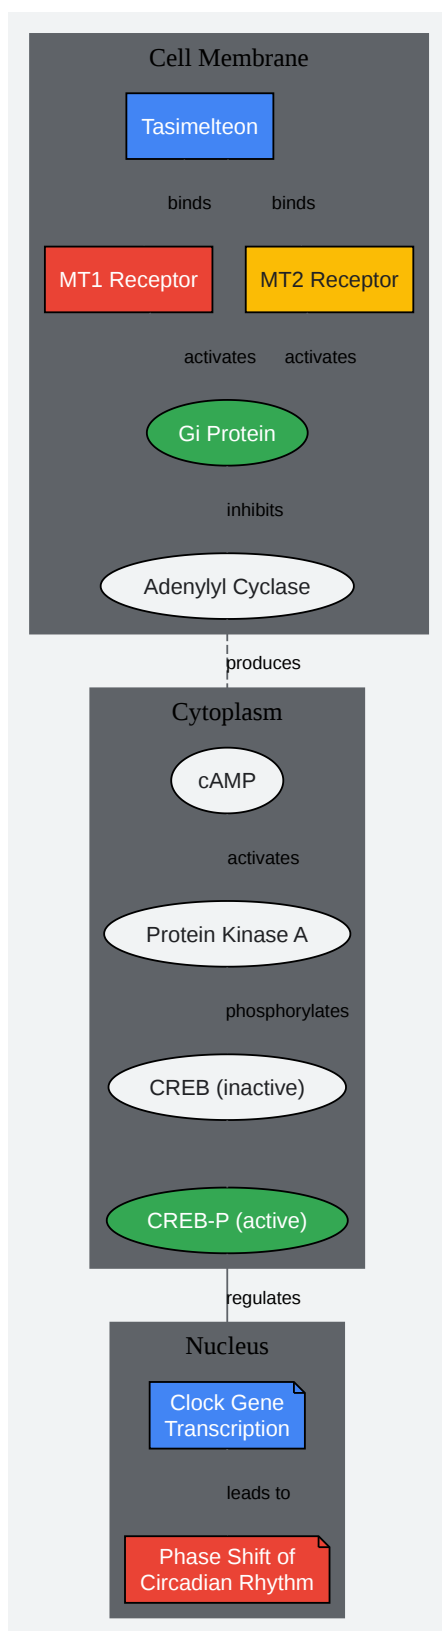 Cell Membrane
Tasimelteon
binds
binds
MT1 Receptor
MT2 Receptor
activates
activates
Gi Protein
inhibits
Adenylyl Cyclase
produces
Cytoplasm
cAMP
activates
Protein Kinase A
phosphorylates
CREB (inactive)
CREB-P (active)
regulates
Nucleus
Clock Gene
Transcription
leads to
Phase Shift of
Circadian Rhythm